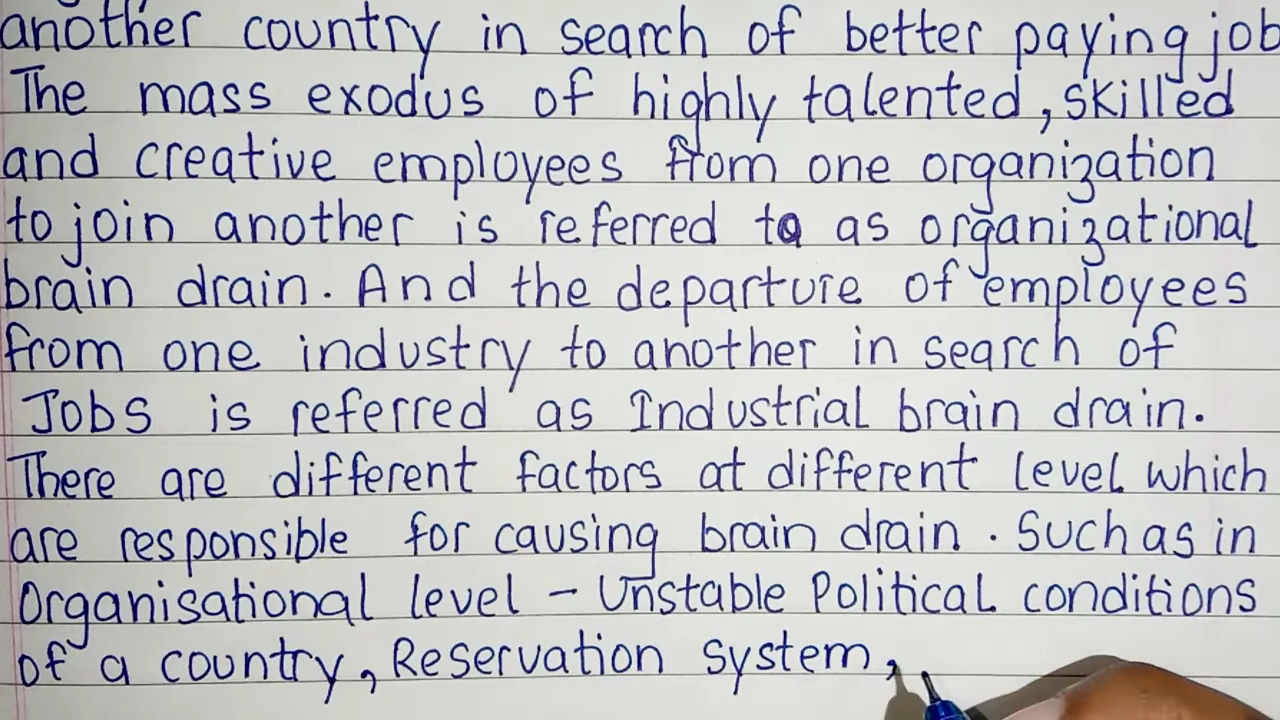 another country in search of better paying job
The mass exodus of highly talented, skilled
and creative employees from one organization
to join another is referred to as organizational
brain drain. And the departure of employees
from one industry to another in search of
Jobs is referred as Industrial brain drain.
There are different factors at different level which
are responsible for causing brain drain. Such as in
Organisational level - Unstable Political conditions
of a country, Reservation system,